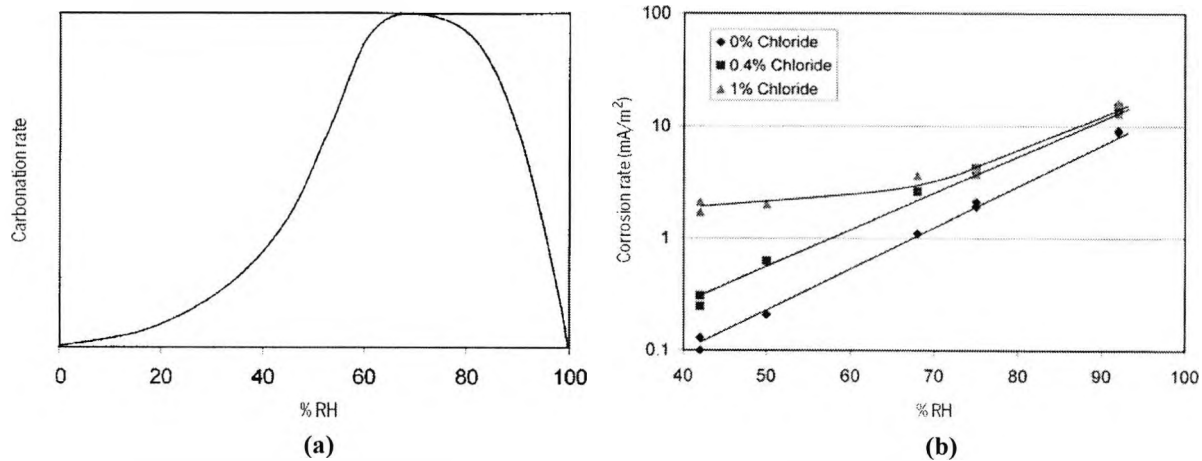 Carbonation rate
0 20 40 60 80 100
% RH
(a)
Corrosion rate (mA/m²)
100
10
1
0.1
0% Chloride
0.4% Chloride
1% Chloride
40 50 60 70 80 90 100
% RH
(b)